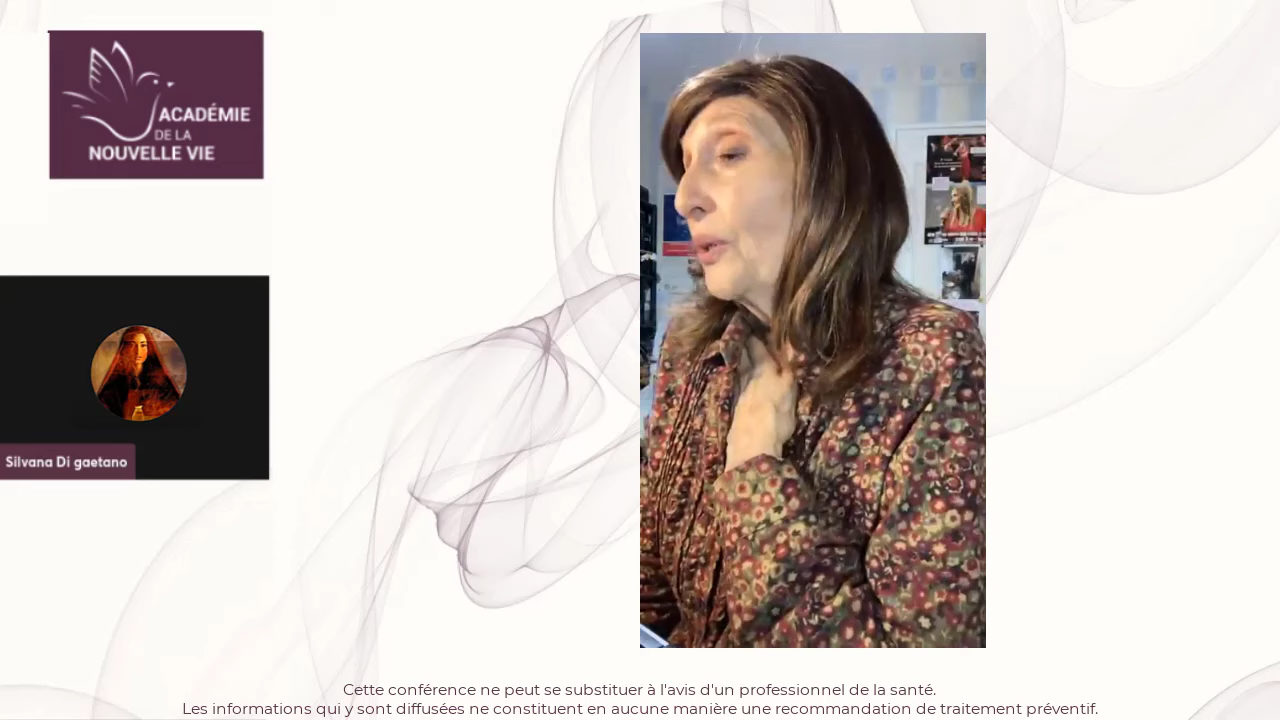 ACADÉMIE
DE LA
NOUVELLE VIE
Silvana Di gaetano
Cette conférence ne peut se substituer à l'avis d'un professionnel de la santé.
Les informations qui y sont diffusées ne constituent en aucune manière une recommandation de traitement préventif.